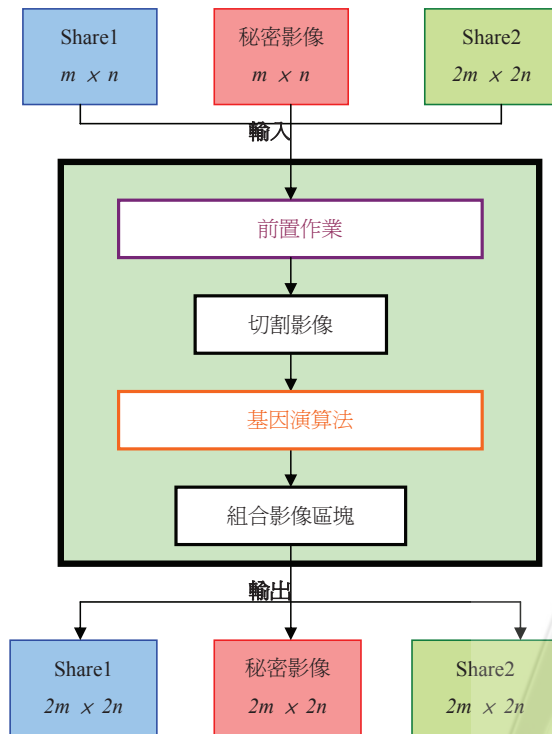 Share1
m × n
秘密影像
m × n
Share2
2m × 2n
輸入
前置作業
切割影像
基因演算法
組合影像區塊
輸出
Share1
2m × 2n
秘密影像
2m × 2n
Share2
2m × 2n